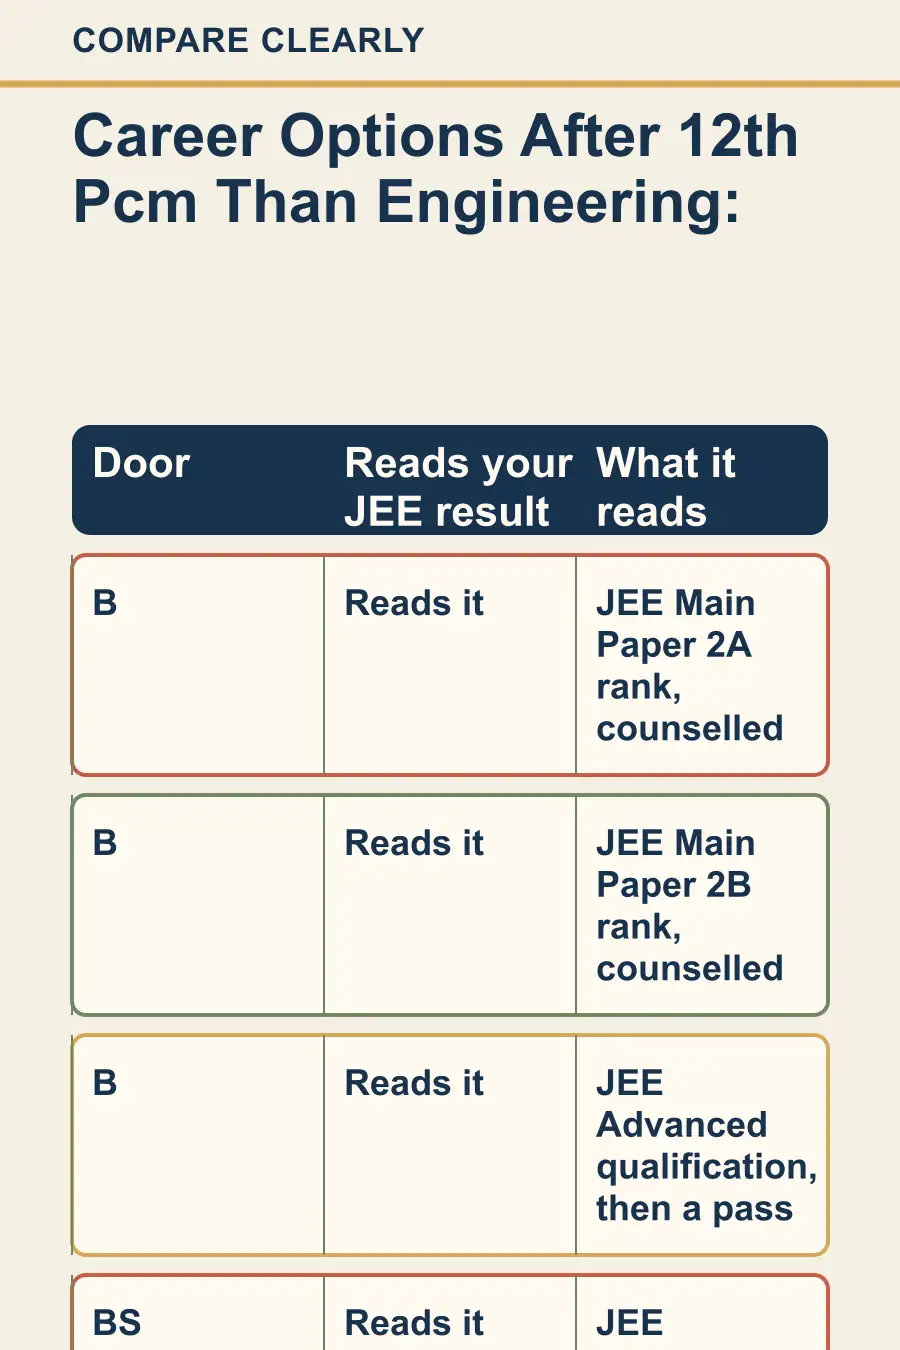 COMPARE CLEARLY
Career Options After 12th
Pcm Than Engineering:
Door
Reads your
JEE result
What it
reads
B
Reads it
JEE Main
Paper 2A
rank,
counselled
B
Reads it
JEE Main
Paper 2B
rank,
counselled
B
Reads it
JEE
Advanced
qualification,
then a pass
BS
Reads it
JEE